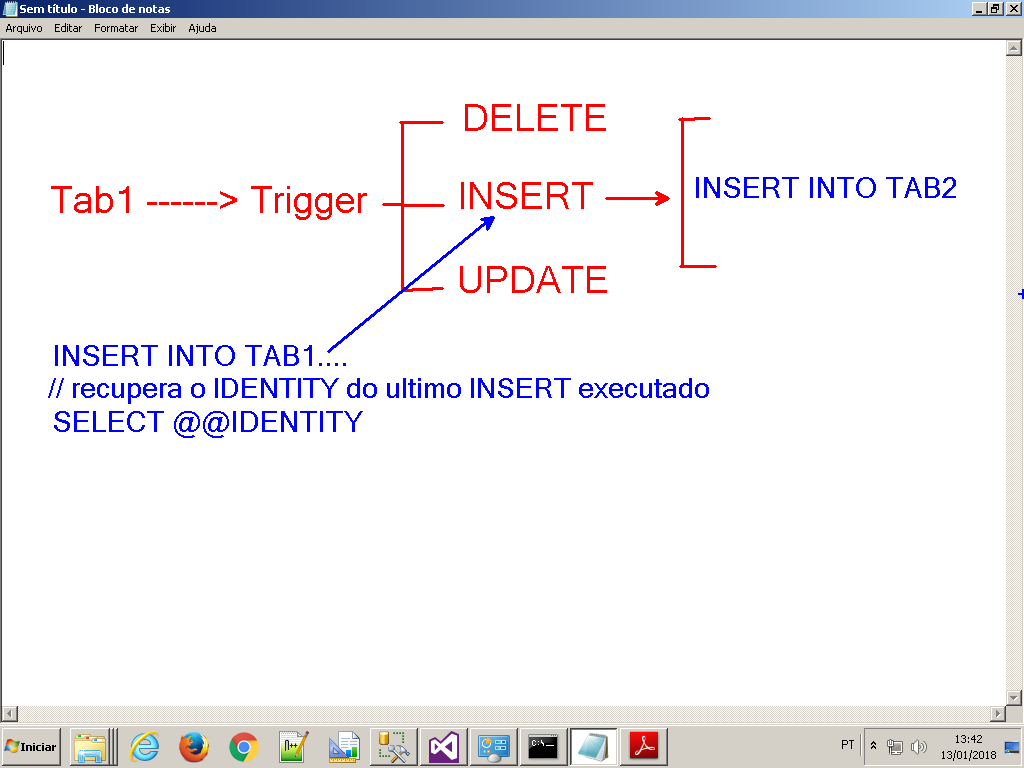 Sem título - Bloco de notas
Arquivo Editar Formatar Exibir Ajuda
DELETE
Tab1 ------> Trigger INSERT INSERT INTO TAB2
UPDATE
INSERT INTO TAB1....
// recupera o IDENTITY do ultimo INSERT executado
SELECT @@IDENTITY
Iniciar
C:\_
PT
13:42
13/01/2018